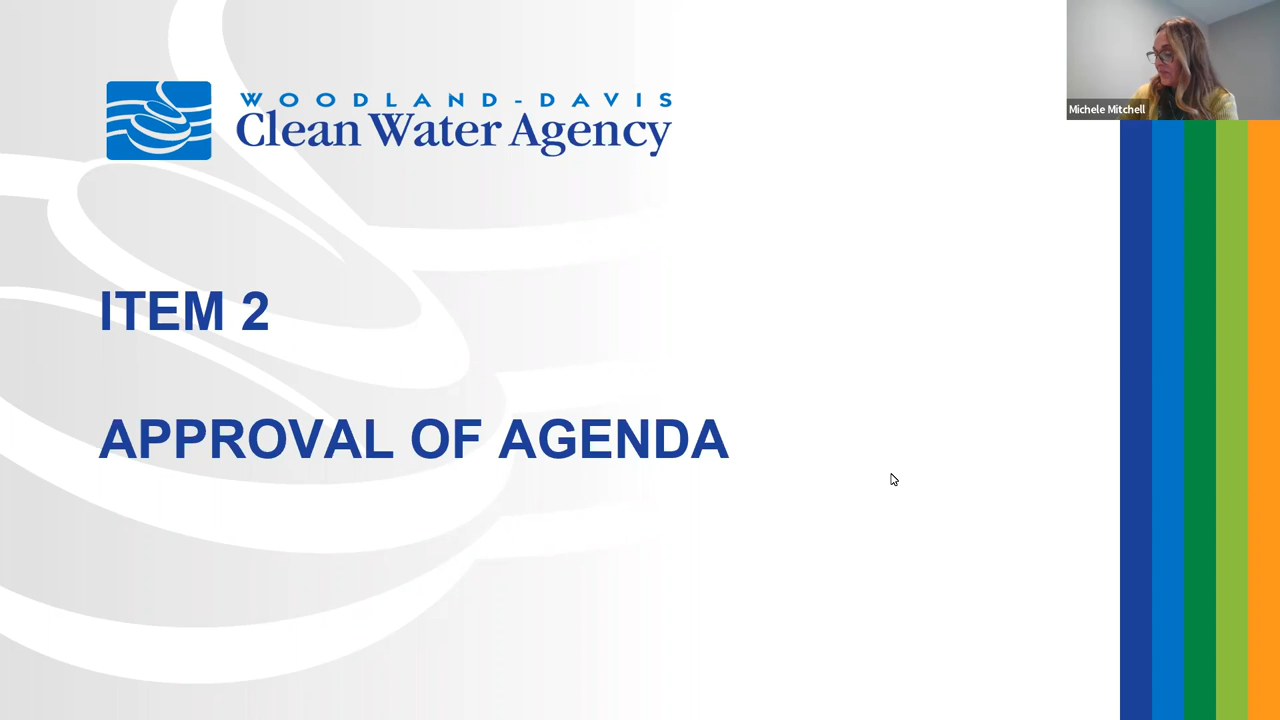 WOODLAND-DAVIS
Clean Water Agency
Michele Mitchell
ITEM 2
APPROVAL OF AGENDA